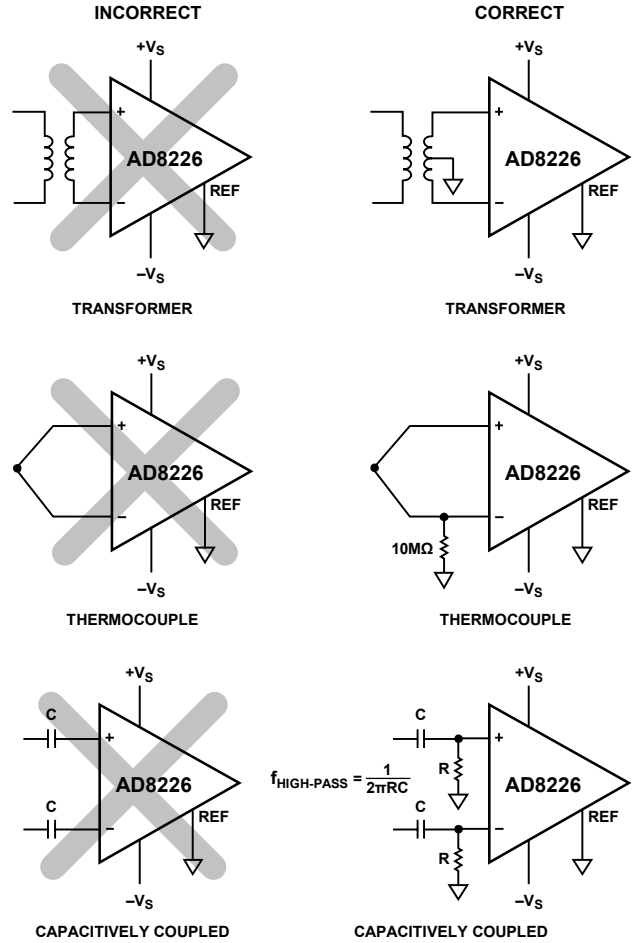 INCORRECT
CORRECT
+VS
+
AD8226
REF
−
−VS
TRANSFORMER
+VS
+
AD8226
REF
−
−VS
TRANSFORMER
+VS
+
AD8226
REF
−
−VS
THERMOCOUPLE
+VS
+
AD8226
REF
−
10MΩ
−VS
THERMOCOUPLE
+VS
C
+
AD8226
C
−
REF
−VS
CAPACITIVELY COUPLED
+VS
C
+
R
fHIGH-PASS = 1/2πRC
AD8226
C
−
REF
R
−VS
CAPACITIVELY COUPLED